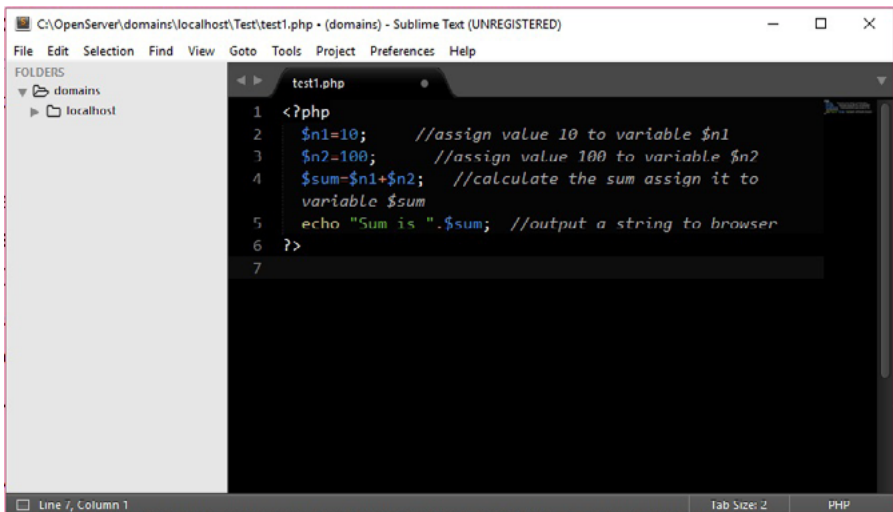 C:\OpenServer\domains\localhost\Test\test1.php • (domains) - Sublime Text (UNREGISTERED)
File Edit Selection Find View Goto Tools Project Preferences Help
FOLDERS
domains
localhost
test1.php
1 <?php
2 $n1=10; //assign value 10 to variable $n1
3 $n2=100; //assign value 100 to variable $n2
4 $sum=$n1+$n2; //calculate the sum assign it to
variable $sum
5 echo "Sum is ".$sum; //output a string to browser
6 ?>
7
Line 7, Column 1 Tab Size: 2 PHP